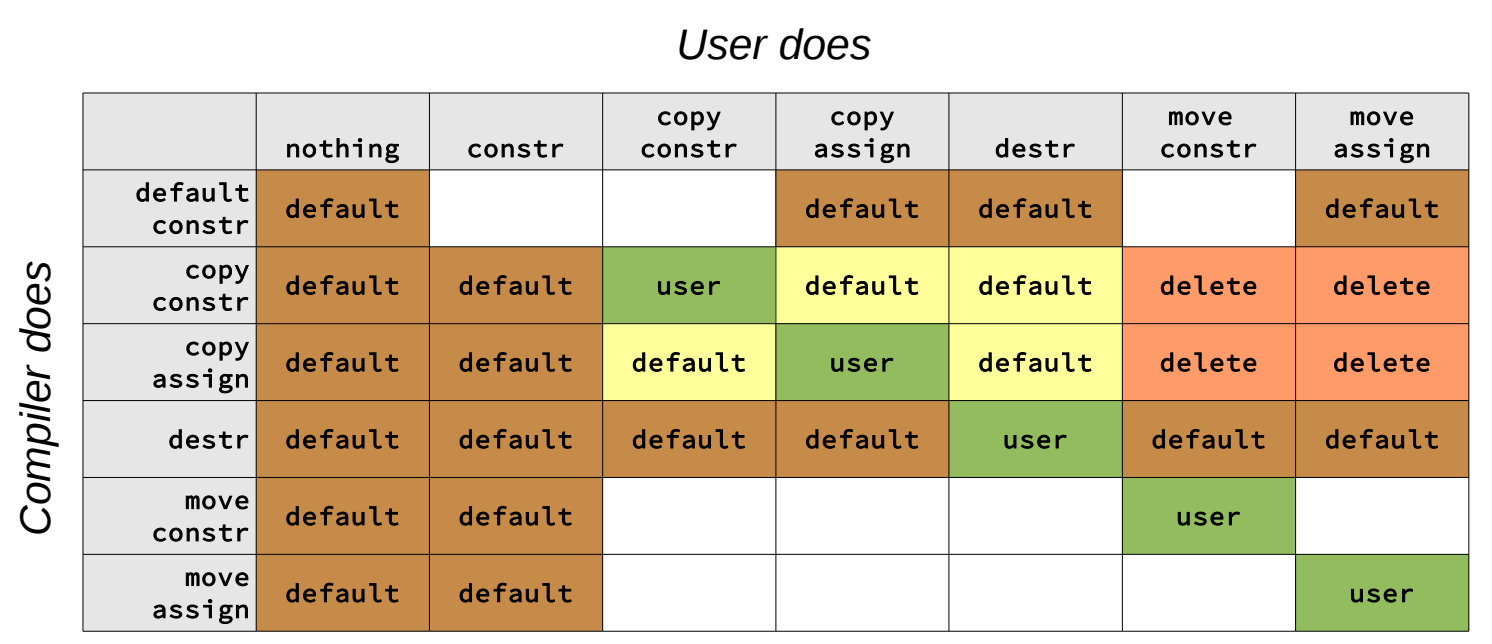 User does
nothing constr copy constr copy assign destr move constr move assign
Compiler does
default constr default default default default
copy constr default default user default default delete delete
copy assign default default default user default delete delete
destr default default default default user default default
move constr default default user
move assign default default user